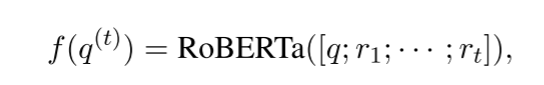 f(q^{(t)}) = RoBERTa([q; r_1; ⋯ ; r_t]),